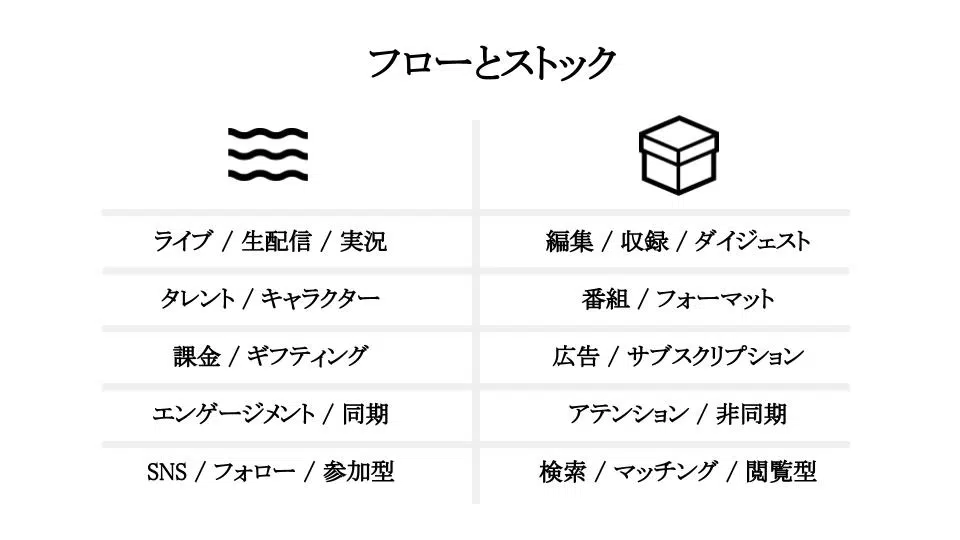 フローとストック
ライブ / 生配信 / 実況
編集 / 収録 / ダイジェスト
タレント / キャラクター
番組 / フォーマット
課金 / ギフティング
広告 / サブスクリプション
エンゲージメント / 同期
アテンション / 非同期
SNS / フォロー / 参加型
検索 / マッチング / 閲覧型